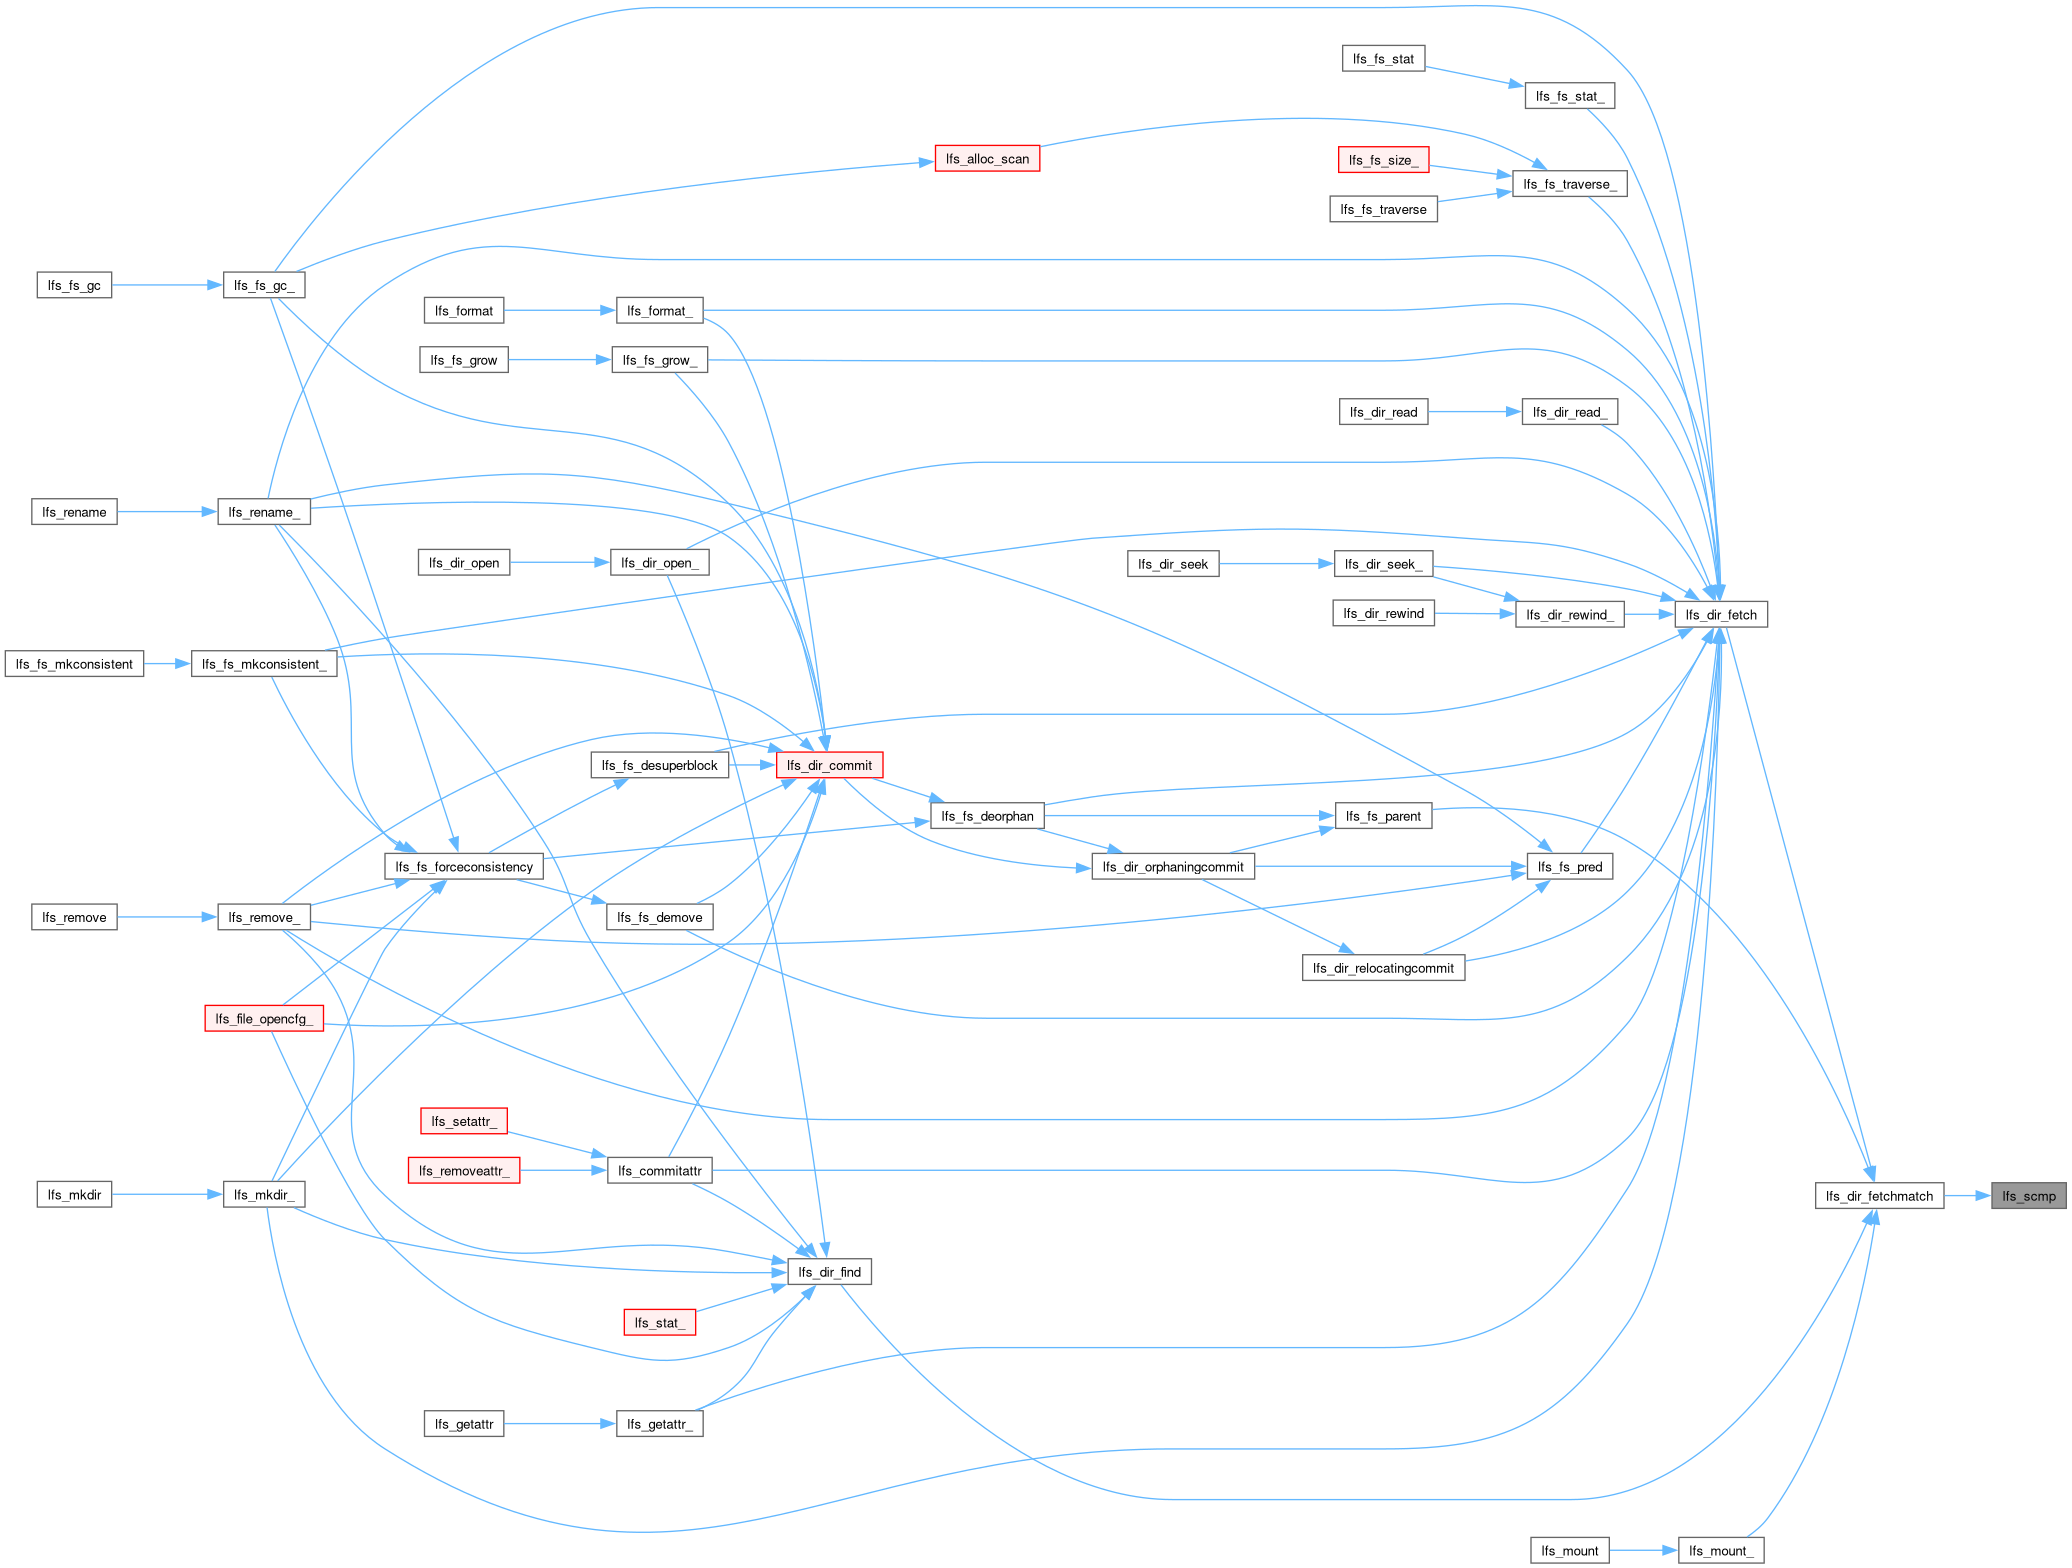 lfs_fs_stat
lfs_fs_stat_
lfs_alloc_scan
lfs_fs_size_
lfs_fs_traverse_
lfs_fs_traverse
lfs_fs_gc
lfs_fs_gc_
lfs_format
lfs_format_
lfs_fs_grow
lfs_fs_grow_
lfs_dir_read
lfs_dir_read_
lfs_rename
lfs_rename_
lfs_dir_open
lfs_dir_open_
lfs_dir_seek
lfs_dir_seek_
lfs_dir_rewind
lfs_dir_rewind_
lfs_dir_fetch
lfs_fs_mkconsistent
lfs_fs_mkconsistent_
lfs_fs_desuperblock
lfs_dir_commit
lfs_fs_deorphan
lfs_fs_parent
lfs_fs_forceconsistency
lfs_dir_orphaningcommit
lfs_fs_pred
lfs_remove
lfs_remove_
lfs_fs_demove
lfs_dir_relocatingcommit
lfs_file_opencfg_
lfs_setattr_
lfs_removeattr_
lfs_commitattr
lfs_mkdir
lfs_mkdir_
lfs_dir_fetchmatch
lfs_scmp
lfs_dir_find
lfs_stat_
lfs_getattr
lfs_getattr_
lfs_mount
lfs_mount_